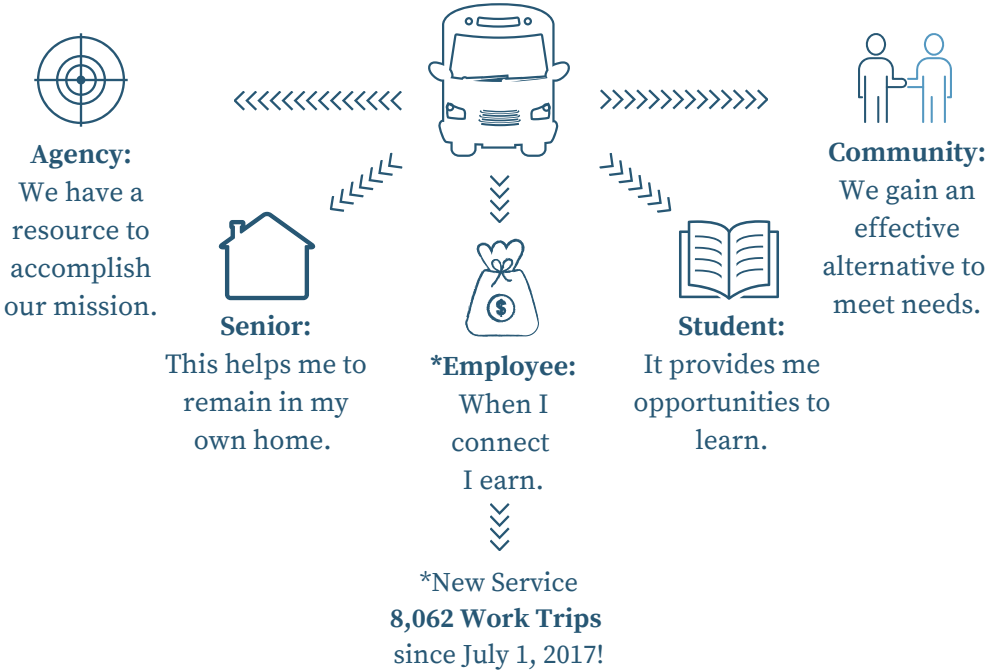 Agency:
We have a
resource to
accomplish
our mission.
Senior:
This helps me to
remain in my
own home.
$
*Employee:
When I
connect
I earn.
Student:
It provides me
opportunities to
learn.
Community:
We gain an
effective
alternative to
meet needs.
*New Service
8,062 Work Trips
since July 1, 2017!